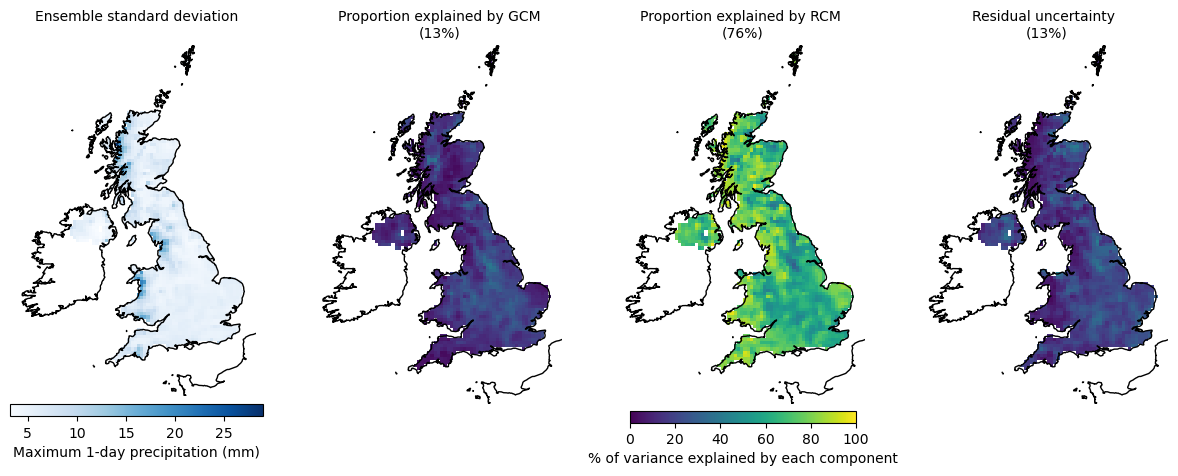 Ensemble standard deviation
Proportion explained by GCM
(13%)
Proportion explained by RCM
(76%)
Residual uncertainty
(13%)
5 10 15 20 25
Maximum 1-day precipitation (mm)
0 20 40 60 80 100
% of variance explained by each component